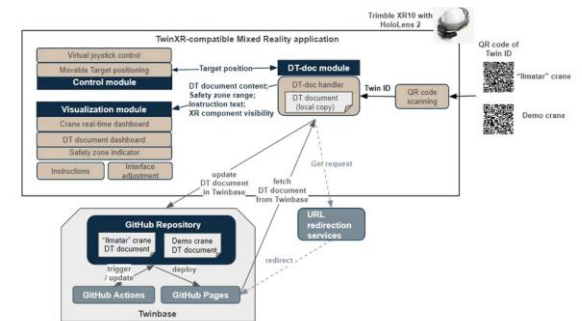 Trimble XR10 with
HoloLens 2
TwinXR-compatible Mixed Reality application
QR code of
Twin ID
Virtual joystick control
Movable Target positioning
Control module
Target position
DT-doc module
DT document content;
Safety zone range;
Instruction text;
XR component visibility
DT-doc handler
DT document
(local copy)
Twin ID
QR code
scanning
"Ilmatar" crane
Demo crane
Visualization module
Crane real-time dashboard
DT document dashboard
Safety zone indicator
Instructions
Interface
adjustment
update
DT document
in Twinbase
fetch
DT document
from Twinbase
Get request
URL
redirection
services
redirect
GitHub Repository
"Ilmatar" crane
DT document
Demo crane
DT document
trigger
/ update
deploy
GitHub Actions
GitHub Pages
Twinbase